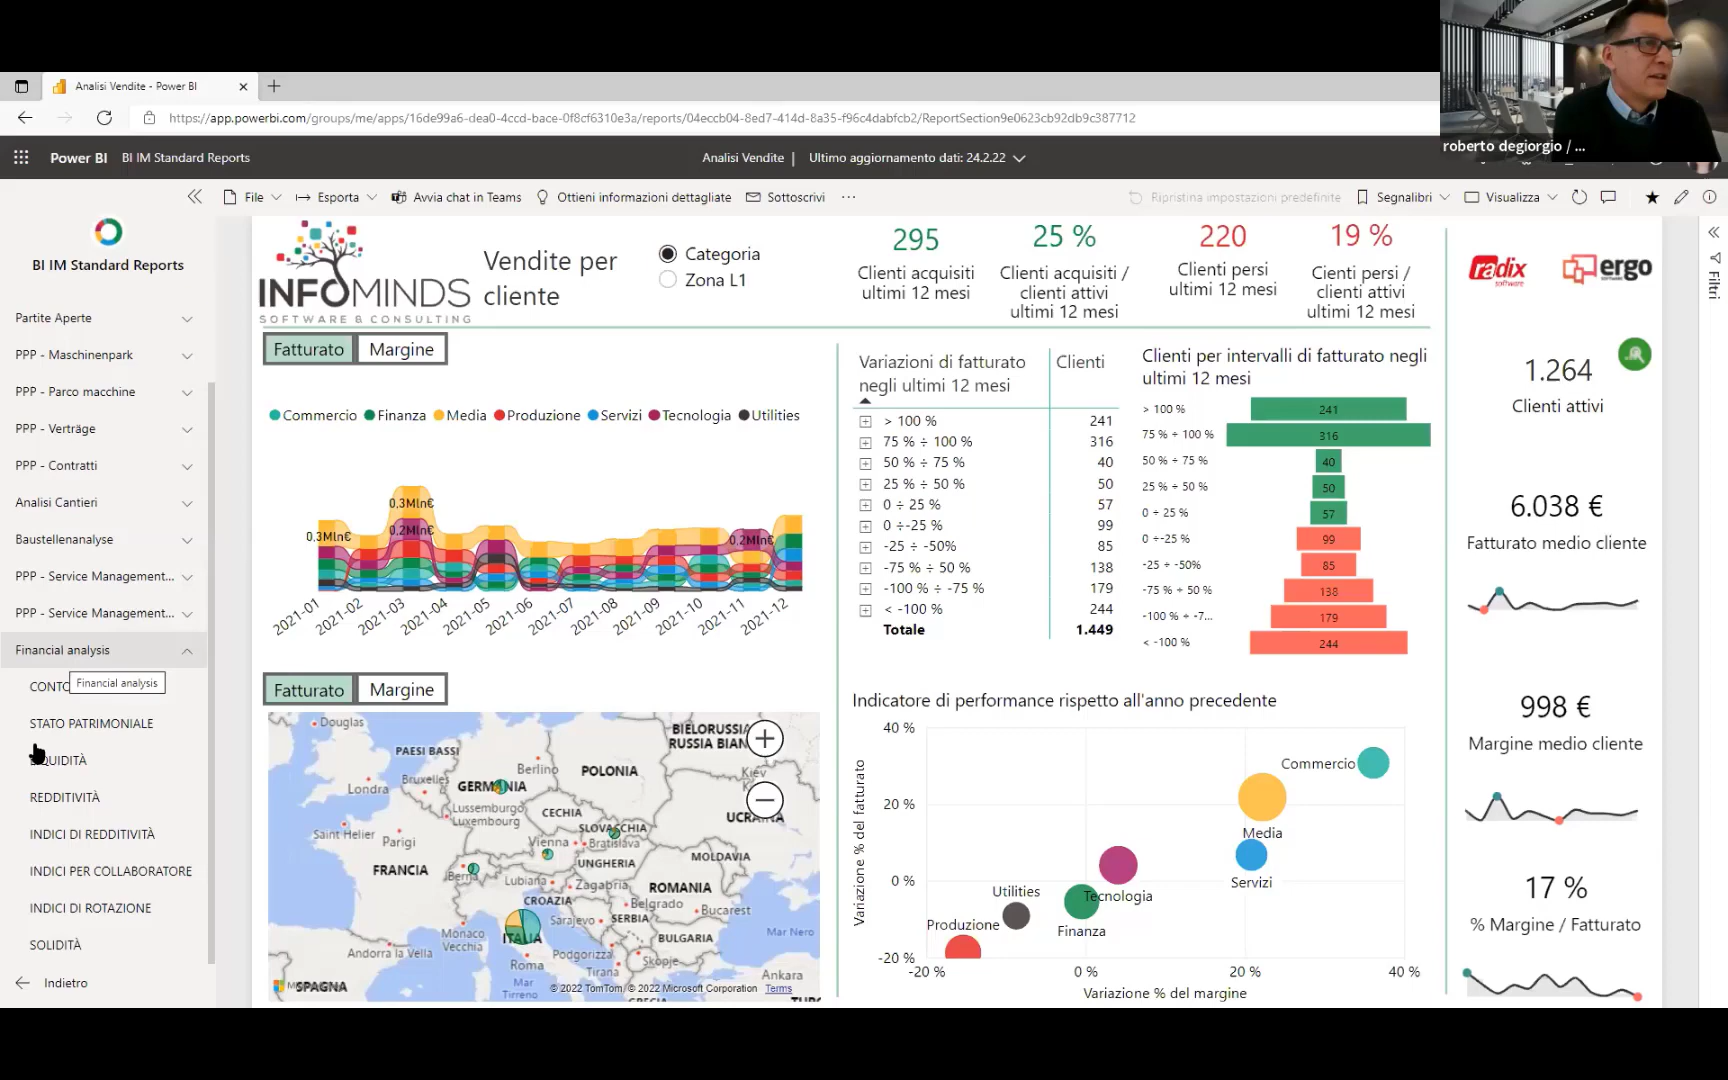 roberto degiorgio / ...
Analisi Vendite - Power BI
https://app.powerbi.com/groups/me/apps/16de99a6-dea0-4ccd-bace-0f8cf6310e3a/reports/04eccb04-8ed7-414d-8a35-f96c4dabfcb2/ReportSection9e0623cb92db9c387712
Power BI BI IM Standard Reports
Analisi Vendite | Ultimo aggiornamento dati: 24.2.22
File Esporta Avvia chat in Teams Ottieni informazioni dettagliate Sottoscrivi ...
Ripristina impostazioni predefinite Segnalibri Visualizza
BI IM Standard Reports
Partite Aperte
PPP - Maschinenpark
PPP - Parco macchine
PPP - Verträge
PPP - Contratti
Analisi Cantieri
Baustellenanalyse
PPP - Service Management...
PPP - Service Management...
Financial analysis
CONTO
Financial analysis
STATO PATRIMONIALE
REDDITIVITÀ
INDICI DI REDDITIVITÀ
INDICI PER COLLABORATORE
INDICI DI ROTAZIONE
SOLIDITÀ
Indietro
INFOMINDS
SOFTWARE & CONSULTING
Vendite per
cliente
Categoria
Zona L1
295
Clienti acquisiti
ultimi 12 mesi
25 %
Clienti acquisiti /
clienti attivi
ultimi 12 mesi
220
Clienti persi
ultimi 12 mesi
19 %
Cienti persi /
clienti attivi
ultimi 12 mesi
radix
software
ergo
Filtri
Fatturato Margine
Commercio Finanza Media Produzione Servizi Tecnologia Utilities
0.3Mln€
0.3Mln€
0.2Mln€
0.2Mln€
2021-01 2021-02 2021-03 2021-04 2021-05 2021-06 2021-07 2021-08 2021-09 2021-10 2021-11 2021-12
Variazioni di fatturato
negli ultimi 12 mesi
Clienti
> 100 % 241
75 % ÷ 100 % 316
50 % ÷ 75 % 40
25 % ÷ 50 % 50
0 ÷ 25 % 57
0 ÷-25 % 99
-25 ÷ -50% 85
-75 % ÷ 50 % 138
-100 % ÷ -75 % 179
< -100 % 244
Totale 1.449
Clienti per intervalli di fatturato negli
ultimi 12 mesi
> 100 % 241
75 % ÷ 100 % 316
50 % ÷ 75 % 40
25 % ÷ 50 % 50
0 ÷ 25 % 57
0 ÷-25 % 99
-25 ÷ -50% 85
-75 % ÷ 50 % 138
-100 % ÷ -7... 179
< -100 % 244
1.264
Clienti attivi
6.038 €
Fatturato medio cliente
998 €
Margine medio cliente
17 %
% Margine / Fatturato
Fatturato Margine
Douglas
PAESI BASSI
BIELORUSSIA
RUSSIA BIAN
Berlino
POLONIA
Kiev
Londra
Bruxelles
GERMANIA
Lussemburgo
Luxembourg
CECHIA
UCRAINA
Saint Helier
Parigi
SLOVACCHIA
Vienna
Bratislava
FRANCIA
Berna
UNGHERIA
MOLDAVIA
Lubiana
Zagabria
ROMANIA
CROAZIA
Belgrado
Bucarest
Sarajevo
SERBIA
Monaco
Vecchia
ITALIA
BULGARIA
Mar Nero
Andorra la Vella
Roma
Podgorizza
Skopje
Tirana
Ankara
SPAGNA
Mar
Tirreno
© 2022 TomTom, © 2022 Microsoft Corporation Terms
Indicatore di performance rispetto all'anno precedente
Variazione % del fatturato
40 %
20 %
0 %
-20 %
Commercio
Media
Servizi
Tecnologia
Utilities
Finanza
Produzione
-20 % 0 % 20 % 40 %
Variazione % del margine